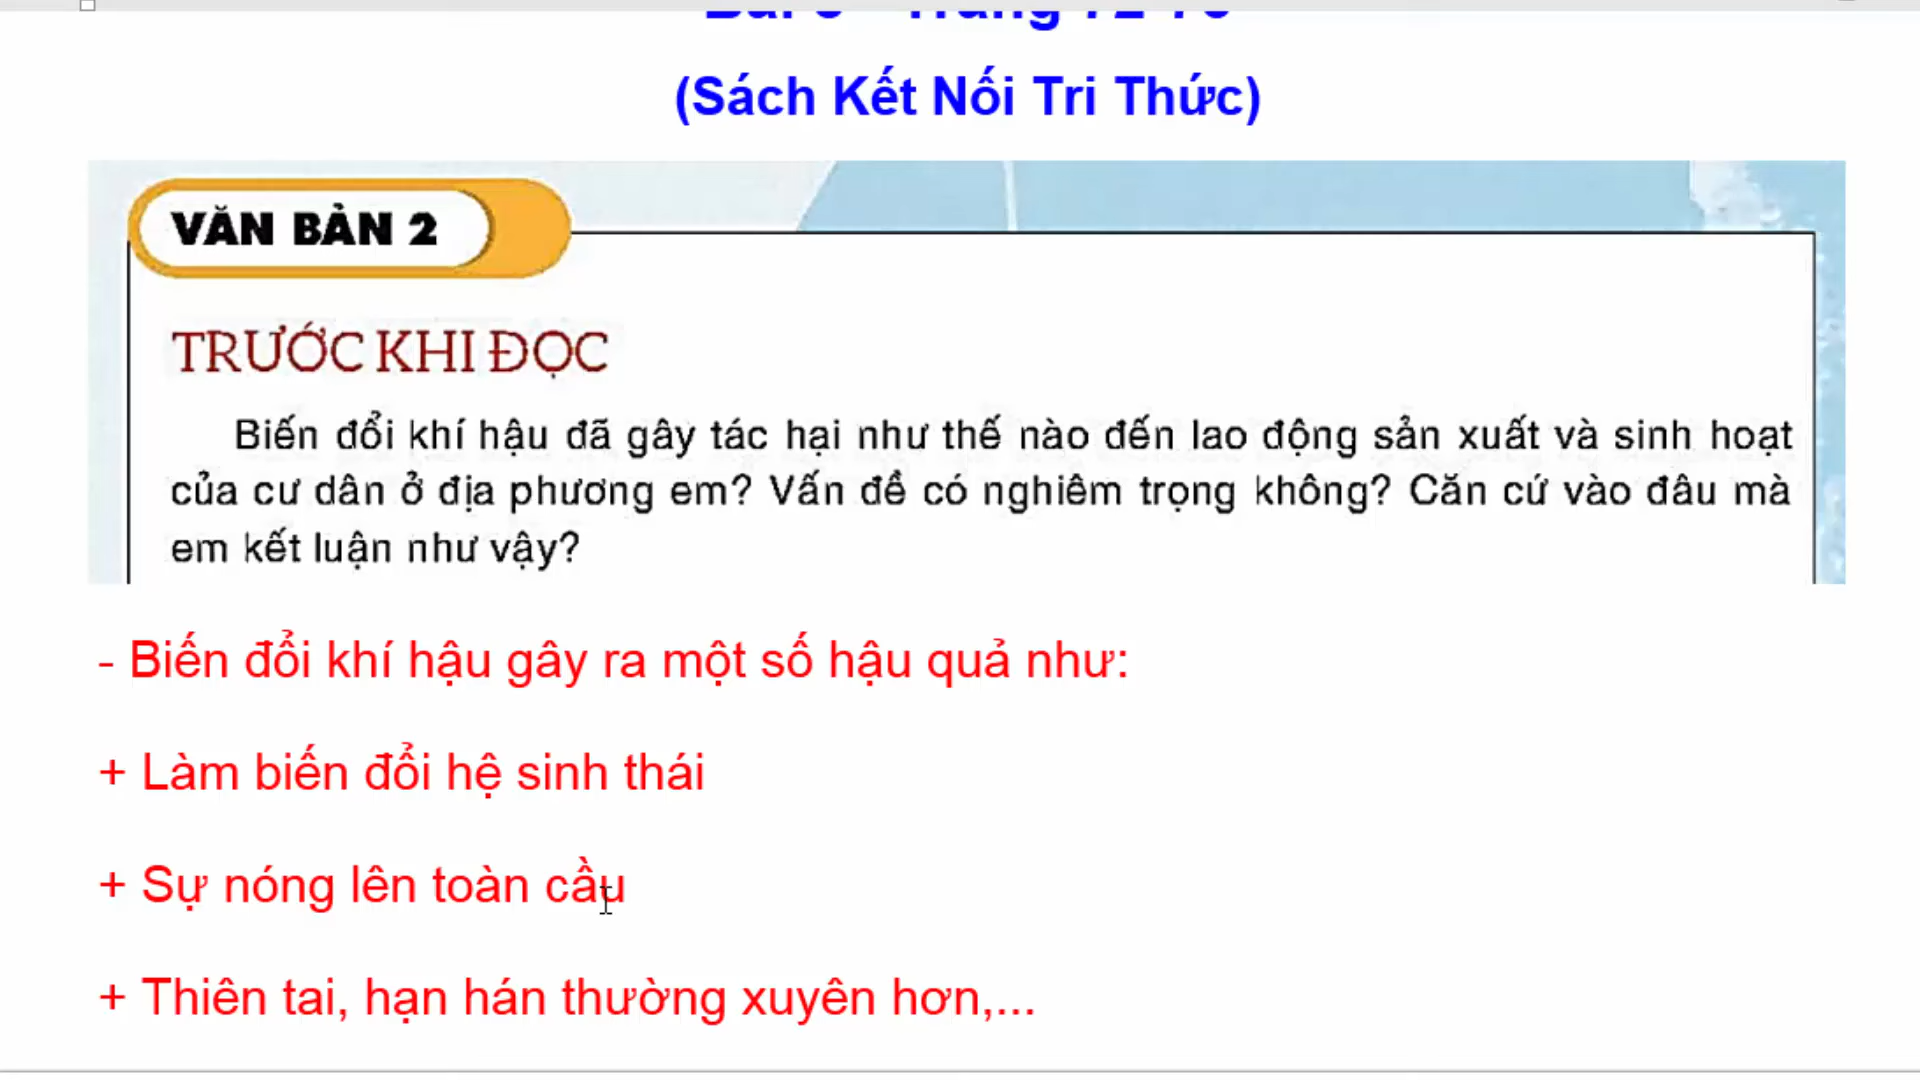 (Sách Kết Nối Tri Thức)
VĂN BẢN 2
TRƯỚC KHI ĐỌC
Biến đổi khí hậu đã gây tác hại như thế nào đến lao động sản xuất và sinh hoạt
của cư dân ở địa phương em? Vấn đề có nghiêm trọng không? Căn cứ vào đâu mà
em kết luận như vậy?
- Biến đổi khí hậu gây ra một số hậu quả như:
+ Làm biến đổi hệ sinh thái
+ Sự nóng lên toàn cầu
+ Thiên tai, hạn hán thường xuyên hơn,...